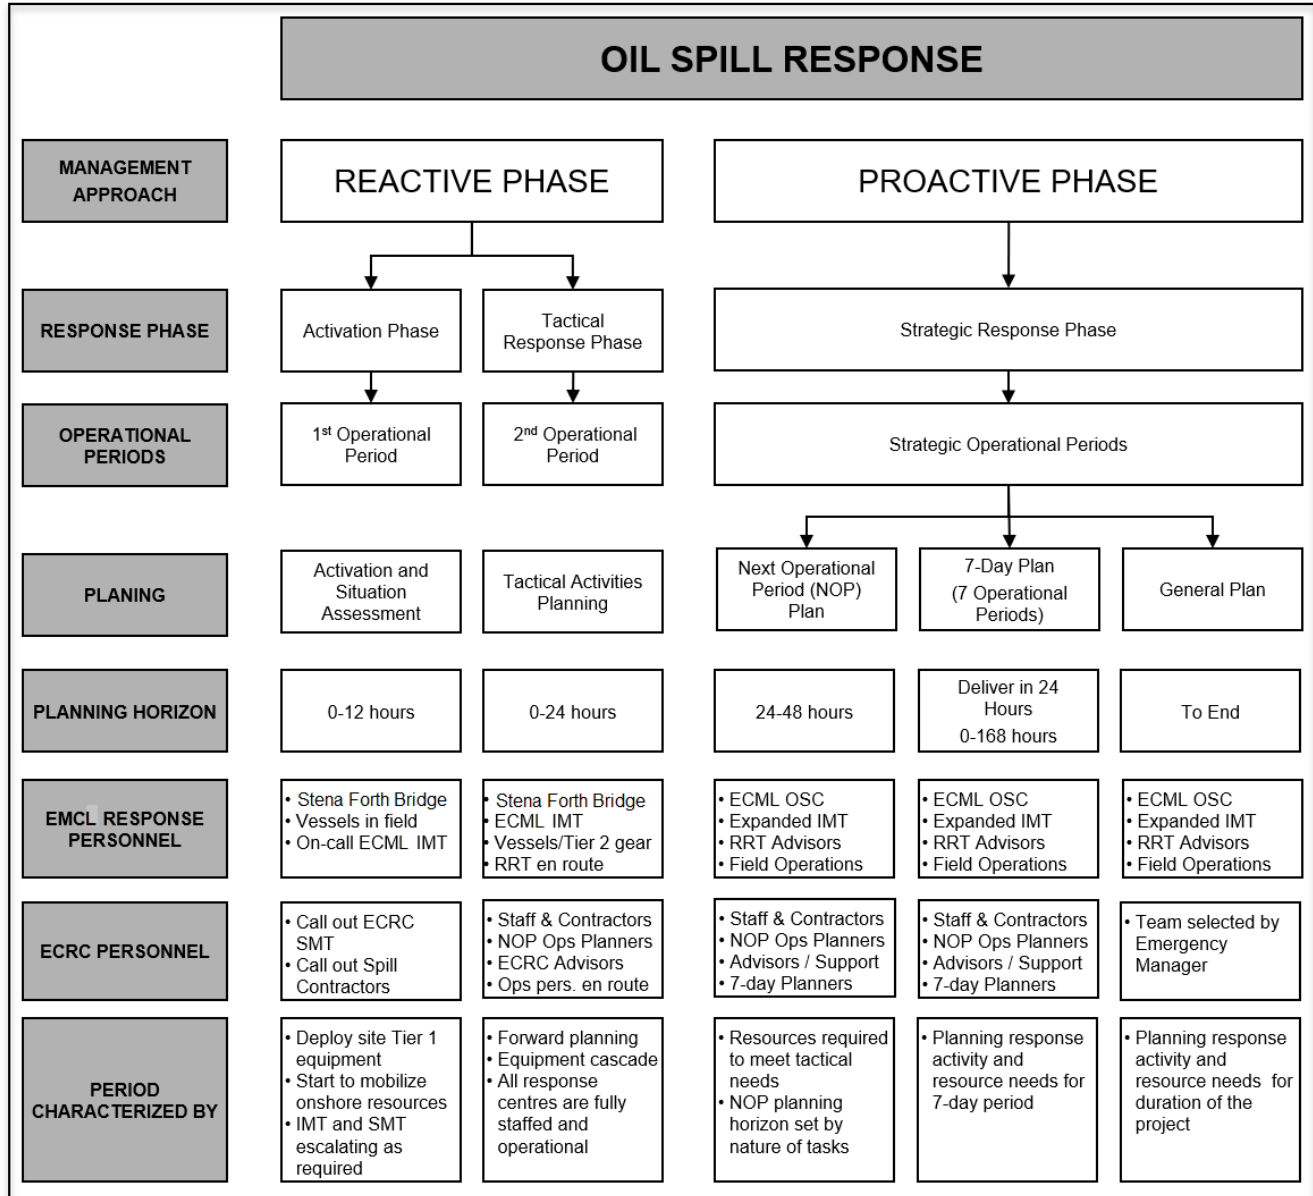 OIL SPILL RESPONSE
MANAGEMENT
APPROACH
REACTIVE PHASE
PROACTIVE PHASE
RESPONSE PHASE
Activation Phase
Tactical
Response Phase
Strategic Response Phase
OPERATIONAL
PERIODS
1st Operational
Period
2nd Operational
Period
Strategic Operational Periods
PLANING
Activation and
Situation
Assessment
Tactical Activities
Planning
Next Operational
Period (NOP)
Plan
7-Day Plan
(7 Operational
Periods)
General Plan
PLANNING HORIZON
0-12 hours
0-24 hours
24-48 hours
Deliver in 24
Hours
0-168 hours
To End
EMCL RESPONSE
PERSONNEL
• Stena Forth Bridge
• Vessels in field
• On-call ECML IMT
• Stena Forth Bridge
• ECML IMT
• Vessels/Tier 2 gear
• RRT en route
• ECML OSC
• Expanded IMT
• RRT Advisors
• Field Operations
• ECML OSC
• Expanded IMT
• RRT Advisors
• Field Operations
• ECML OSC
• Expanded IMT
• RRT Advisors
• Field Operations
ECRC PERSONNEL
• Call out ECRC
SMT
• Call out Spill
Contractors
• Staff & Contractors
• NOP Ops Planners
• ECRC Advisors
• Ops pers. en route
• Staff & Contractors
• NOP Ops Planners
• Advisors / Support
• 7-day Planners
• Staff & Contractors
• NOP Ops Planners
• Advisors / Support
• 7-day Planners
• Team selected by
Emergency
Manager
PERIOD
CHARACTERIZED BY
• Deploy site Tier 1
equipment
• Start to mobilize
onshore resources
• IMT and SMT
escalating as
required
• Forward planning
• Equipment cascade
• All response
centres are fully
staffed and
operational
• Resources required
to meet tactical
needs
• NOP planning
horizon set by
nature of tasks
• Planning response
activity and
resource needs for
7-day period
• Planning response
activity and
resource needs for
duration of the
project